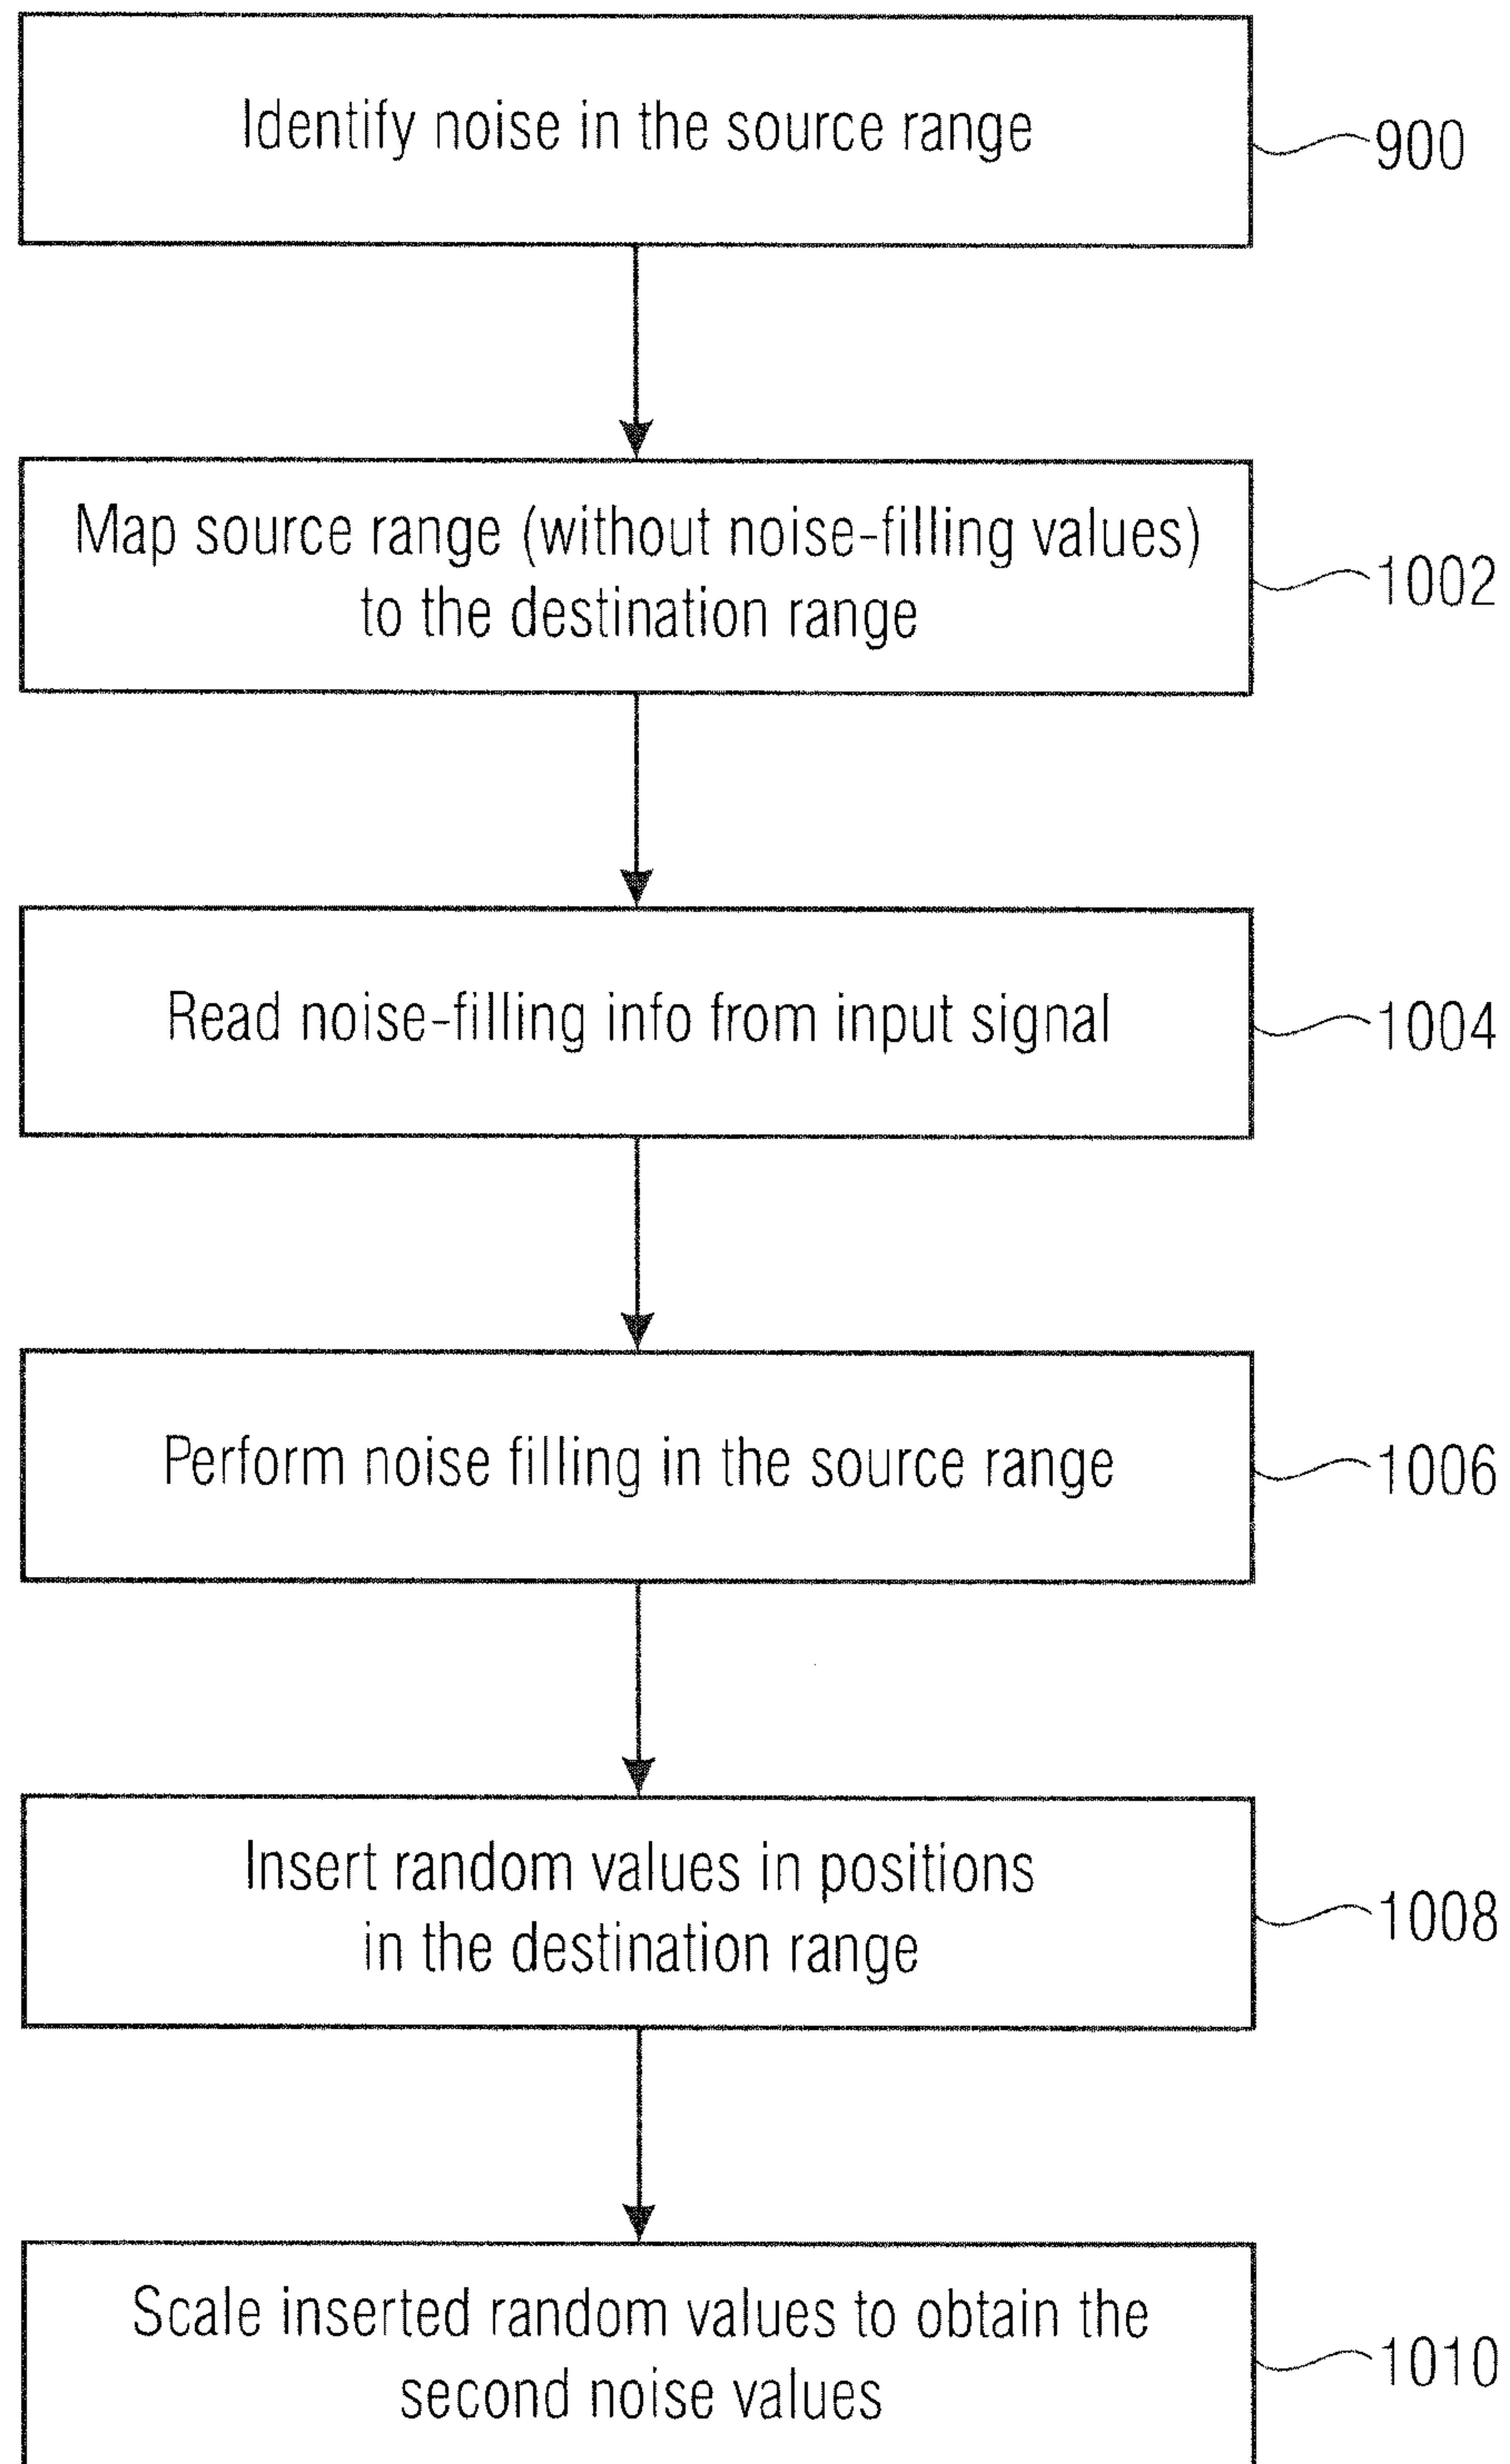 Identify noise in the source range
900
Map source range (without noise-filling values)
to the destination range
1002
Read noise-filling info from input signal
1004
Perform noise filling in the source range
1006
Insert random values in positions
in the destination range
1008
Scale inserted random values to obtain the
second noise values
1010